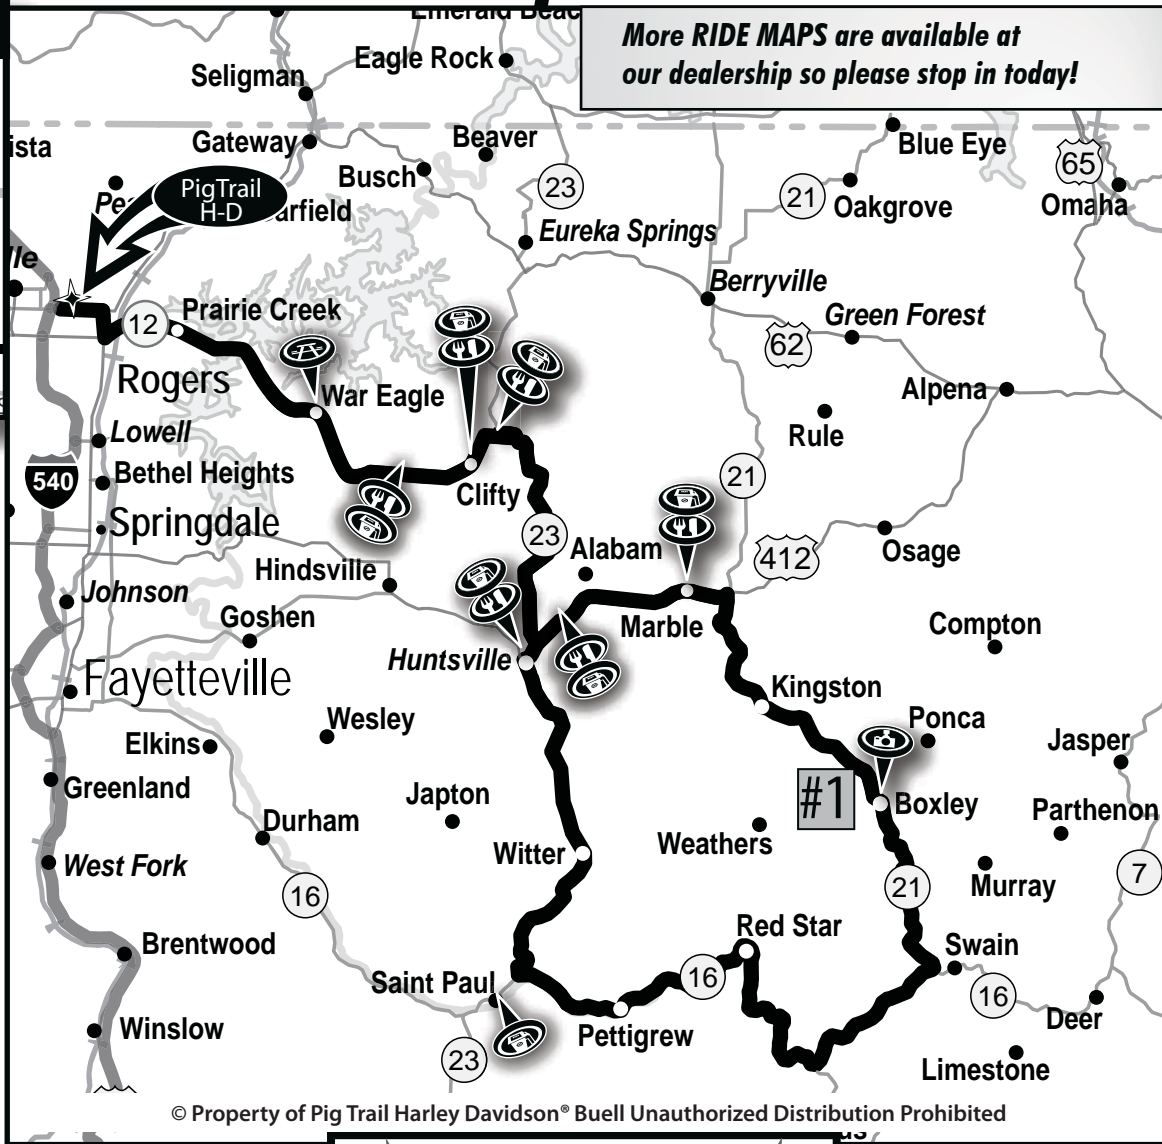 More RIDE MAPS are available at
our dealership so please stop in today!
Eagle Rock
Seligman
Gateway
Beaver
Busch
Blue Eye
65
23
21
Oakgrove
Omaha
PigTrail
H-D
Eureka Springs
Berryville
Green Forest
62
12
Prairie Creek
Rogers
War Eagle
Alpena
Rule
Lowell
540
Bethel Heights
Clifty
21
Springdale
23
Alabam
412
Osage
Hindsville
Johnson
Goshen
Marble
Compton
Huntsville
Fayetteville
Kingston
Wesley
Ponca
Elkins
Jasper
Greenland
Japton
#1
Boxley
Parthenon
Durham
Weathers
Witter
West Fork
16
21
Murray
7
Brentwood
Red Star
Swain
Saint Paul
16
16
Winslow
Pettigrew
Deer
23
Limestone
© Property of Pig Trail Harley Davidson® Buell Unauthorized Distribution Prohibited